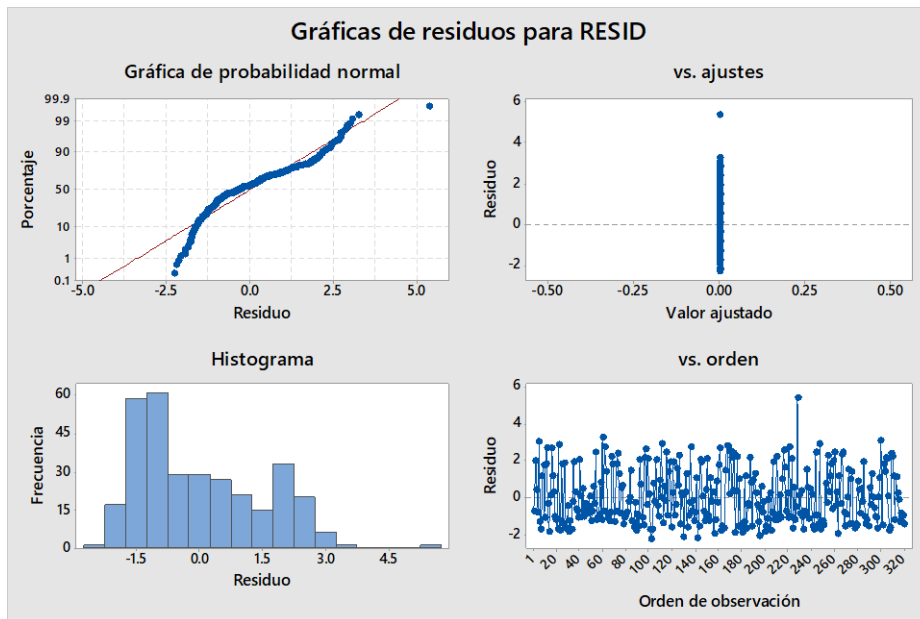 Gráficas de residuos para RESID
Gráfica de probabilidad normal
99.9
99
90
50
10
1
0.1
Porcentaje
-5.0 -2.5 0.0 2.5 5.0
Residuo
vs. ajustes
6
4
2
0
-2
Residuo
-0.50 -0.25 0.00 0.25 0.50
Valor ajustado
Histograma
60
45
30
15
0
Frecuencia
-1.5 0.0 1.5 3.0 4.5
Residuo
vs. orden
6
4
2
0
-2
Residuo
1 20 40 60 80 100 120 140 160 180 200 220 240 260 280 300 320
Orden de observación